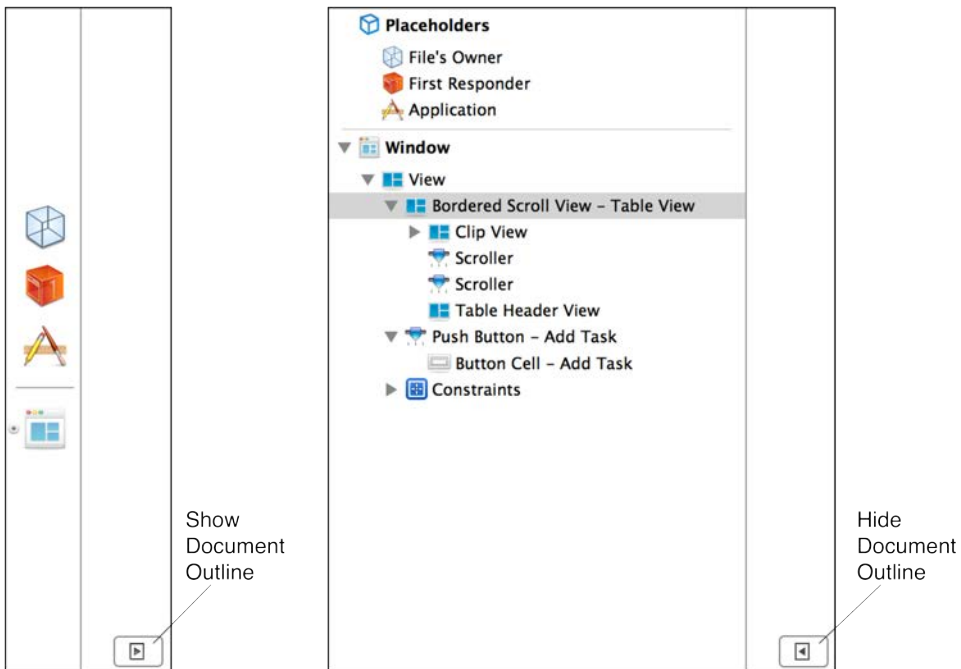 Placeholders
File's Owner
First Responder
Application
Window
View
Bordered Scroll View – Table View
Clip View
Scroller
Scroller
Table Header View
Push Button – Add Task
Button Cell – Add Task
Constraints
Show
Document
Outline
Hide
Document
Outline